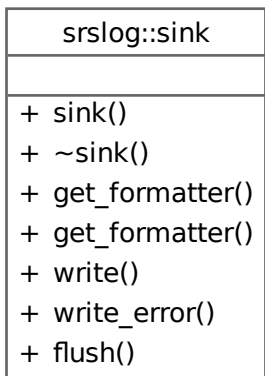 srslog::sink
+ sink()
+ ~sink()
+ get_formatter()
+ get_formatter()
+ write()
+ write_error()
+ flush()